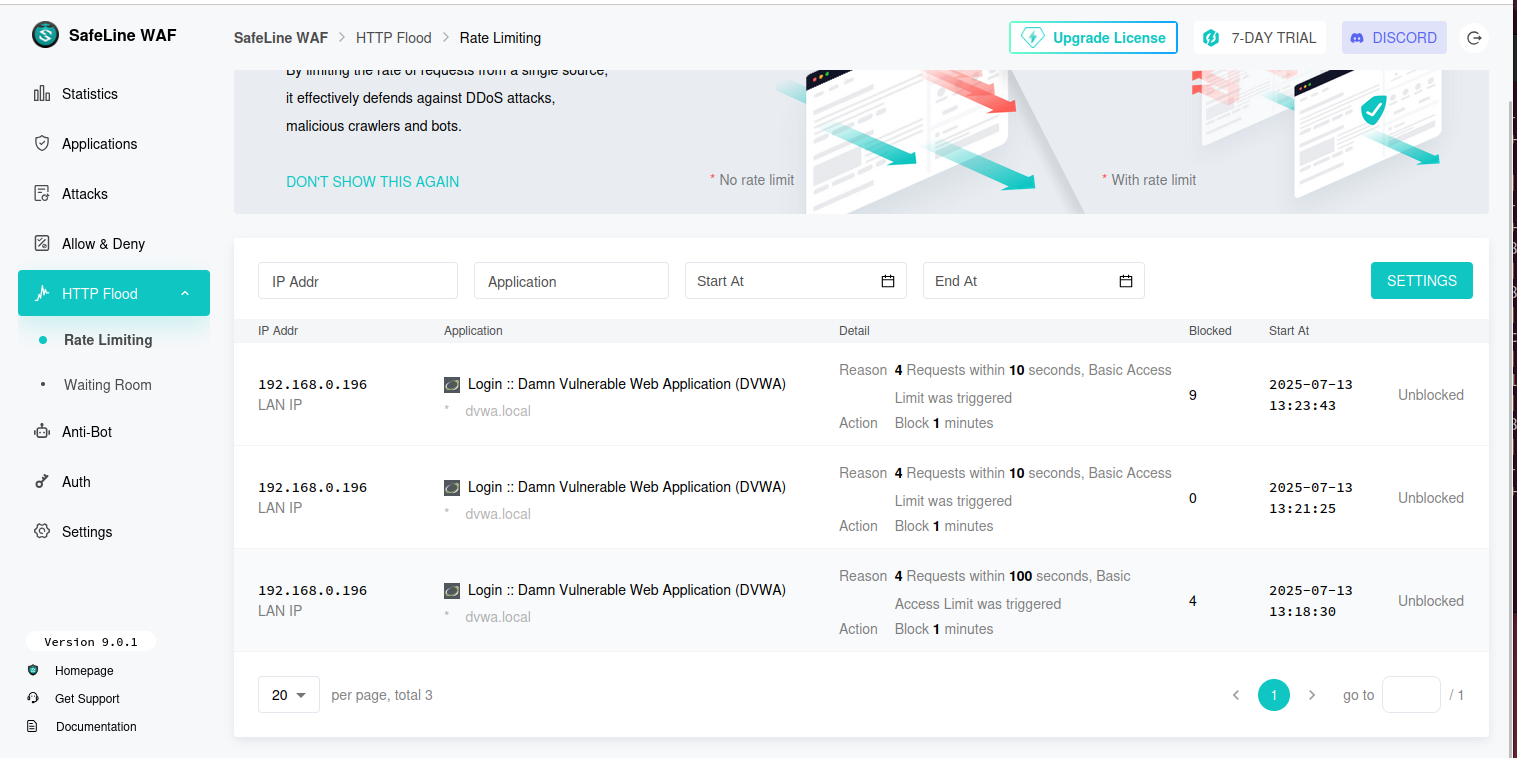 SafeLine WAF
SafeLine WAF > HTTP Flood > Rate Limiting
Upgrade License
7-DAY TRIAL
DISCORD
Statistics
Applications
Attacks
Allow & Deny
HTTP Flood
Rate Limiting
Waiting Room
Anti-Bot
Auth
Settings
Version 9.0.1
Homepage
Get Support
Documentation
By limiting the rate of requests from a single source,
it effectively defends against DDoS attacks,
malicious crawlers and bots.
DON'T SHOW THIS AGAIN
* No rate limit
* With rate limit
IP Addr
Application
Start At
End At
SETTINGS
IP Addr Application Detail Blocked Start At
192.168.0.196
LAN IP
Login :: Damn Vulnerable Web Application (DVWA)
* dvwa.local
Reason 4 Requests within 10 seconds, Basic Access
Limit was triggered
Action Block 1 minutes
9
2025-07-13
13:23:43
Unblocked
192.168.0.196
LAN IP
Login :: Damn Vulnerable Web Application (DVWA)
* dvwa.local
Reason 4 Requests within 10 seconds, Basic Access
Limit was triggered
Action Block 1 minutes
0
2025-07-13
13:21:25
Unblocked
192.168.0.196
LAN IP
Login :: Damn Vulnerable Web Application (DVWA)
* dvwa.local
Reason 4 Requests within 100 seconds, Basic
Access Limit was triggered
Action Block 1 minutes
4
2025-07-13
13:18:30
Unblocked
20 per page, total 3
< 1 > go to / 1